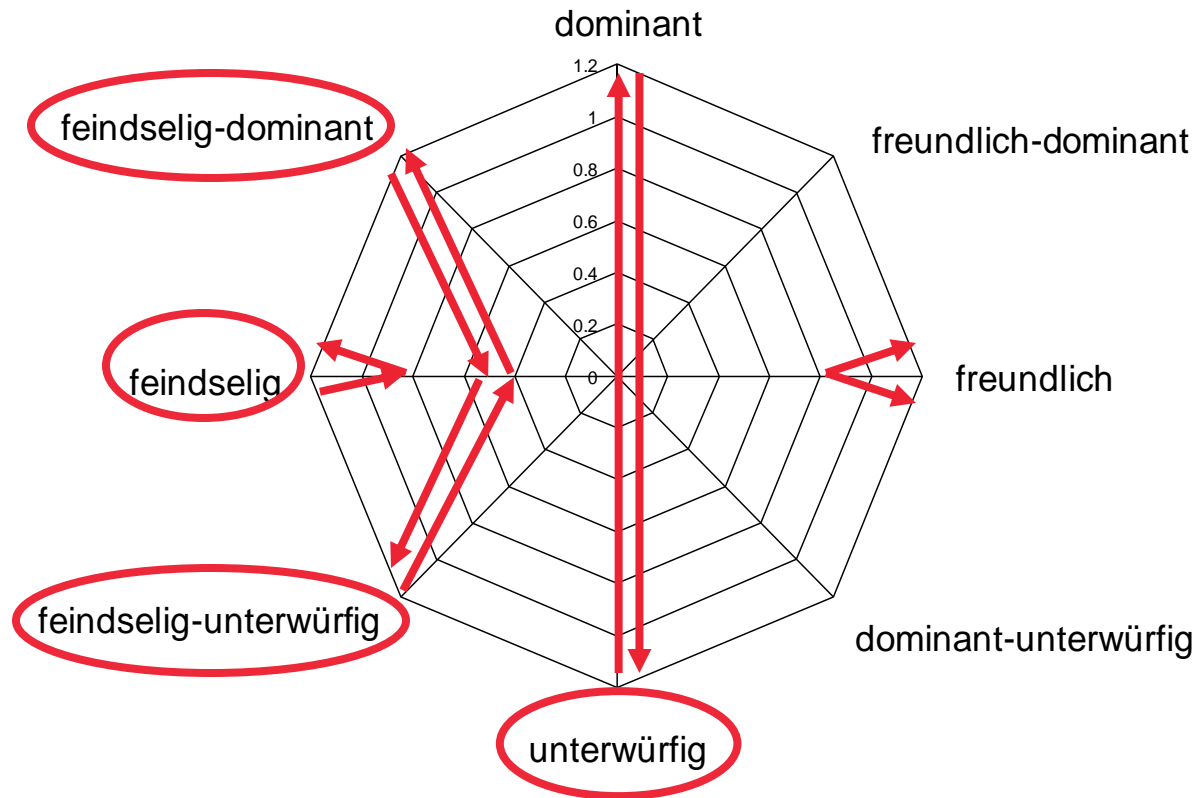 dominant
1.2
feindselig-dominant
freundlich-dominant
1
0.8
0.6
0.4
0.2
feindselig
0
freundlich
feindselig-unterwürfig
dominant-unterwürfig
unterwürfig